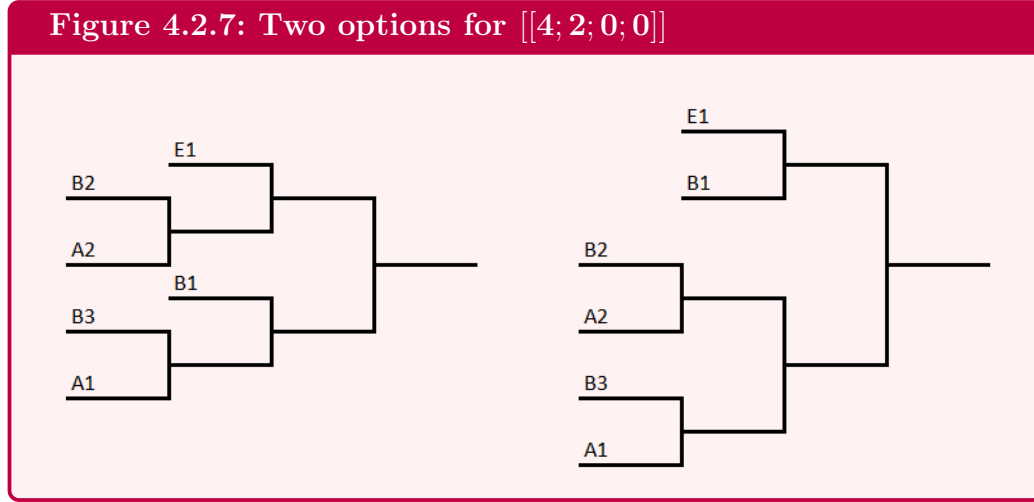 Figure 4.2.7: Two options for [[4; 2; 0; 0]]
E1
B2
A2
B1
B3
A1
E1
B1
B2
A2
B3
A1